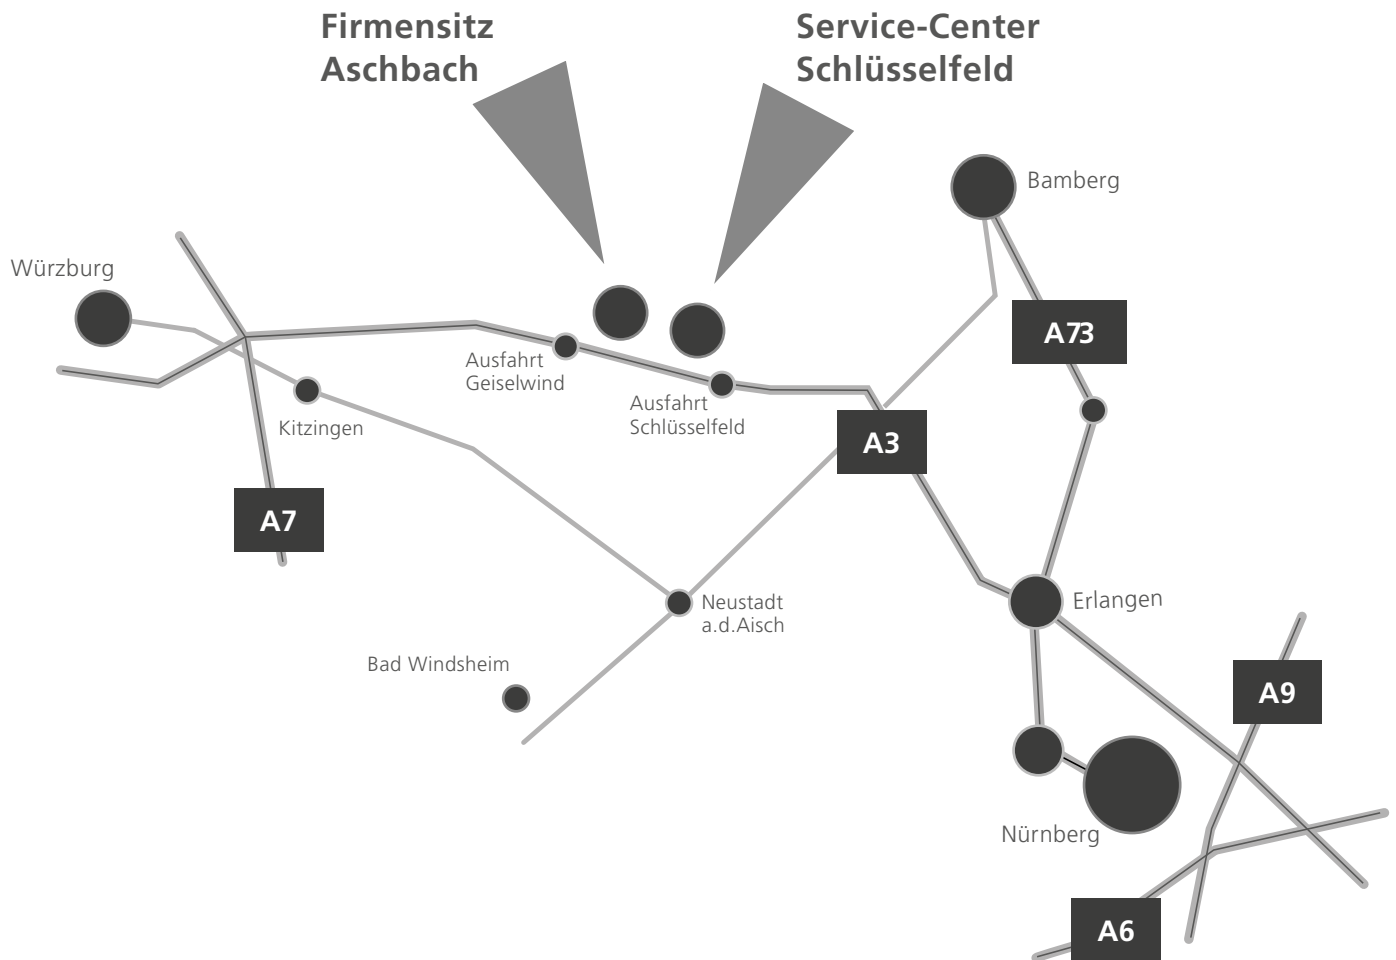 Firmensitz
Aschbach
Service-Center
Schlüsselfeld
Bamberg
Würzburg
A73
Ausfahrt
Geiselwind
Ausfahrt
Schlüsselfeld
Kitzingen
A3
A7
Neustadt
a.d.Aisch
Erlangen
Bad Windsheim
A9
Nürnberg
A6